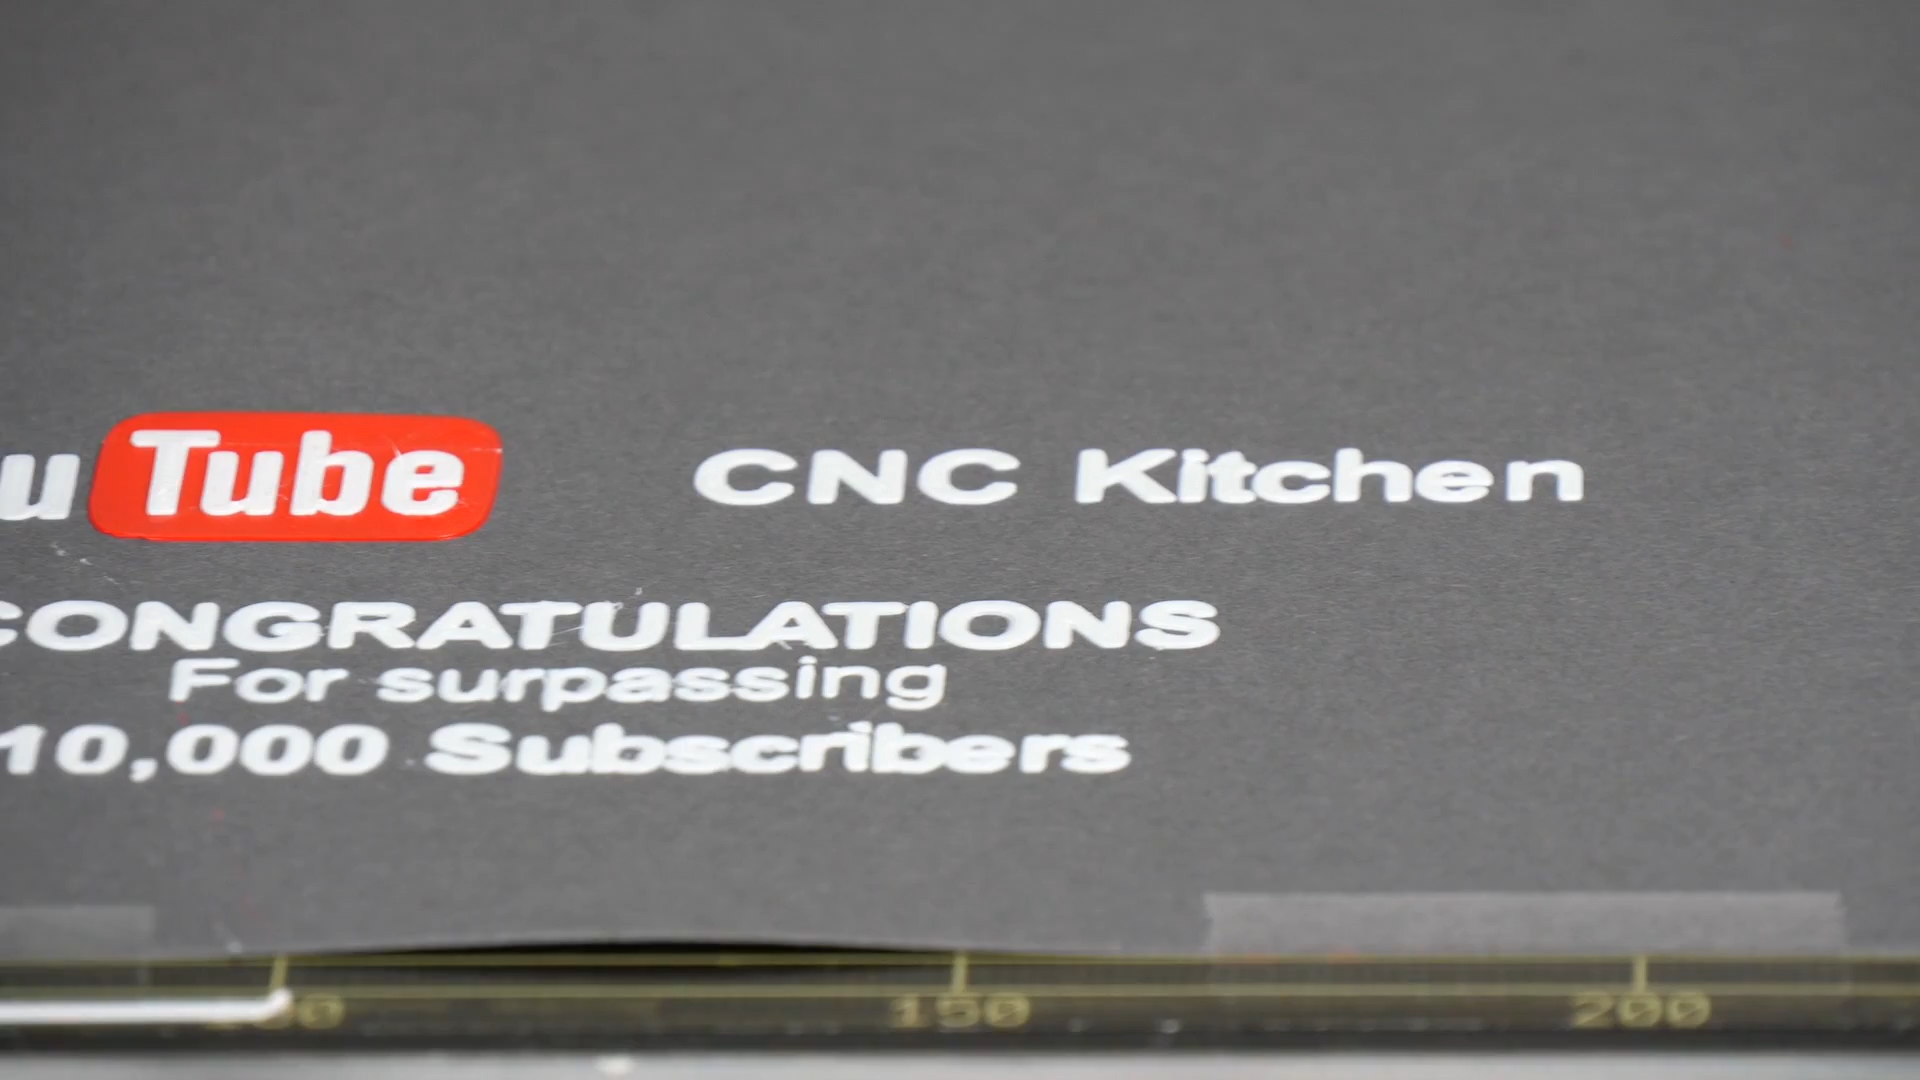 u Tube CNC Kitchen
CONGRATULATIONS
For surpassing
10,000 Subscribers
150 200